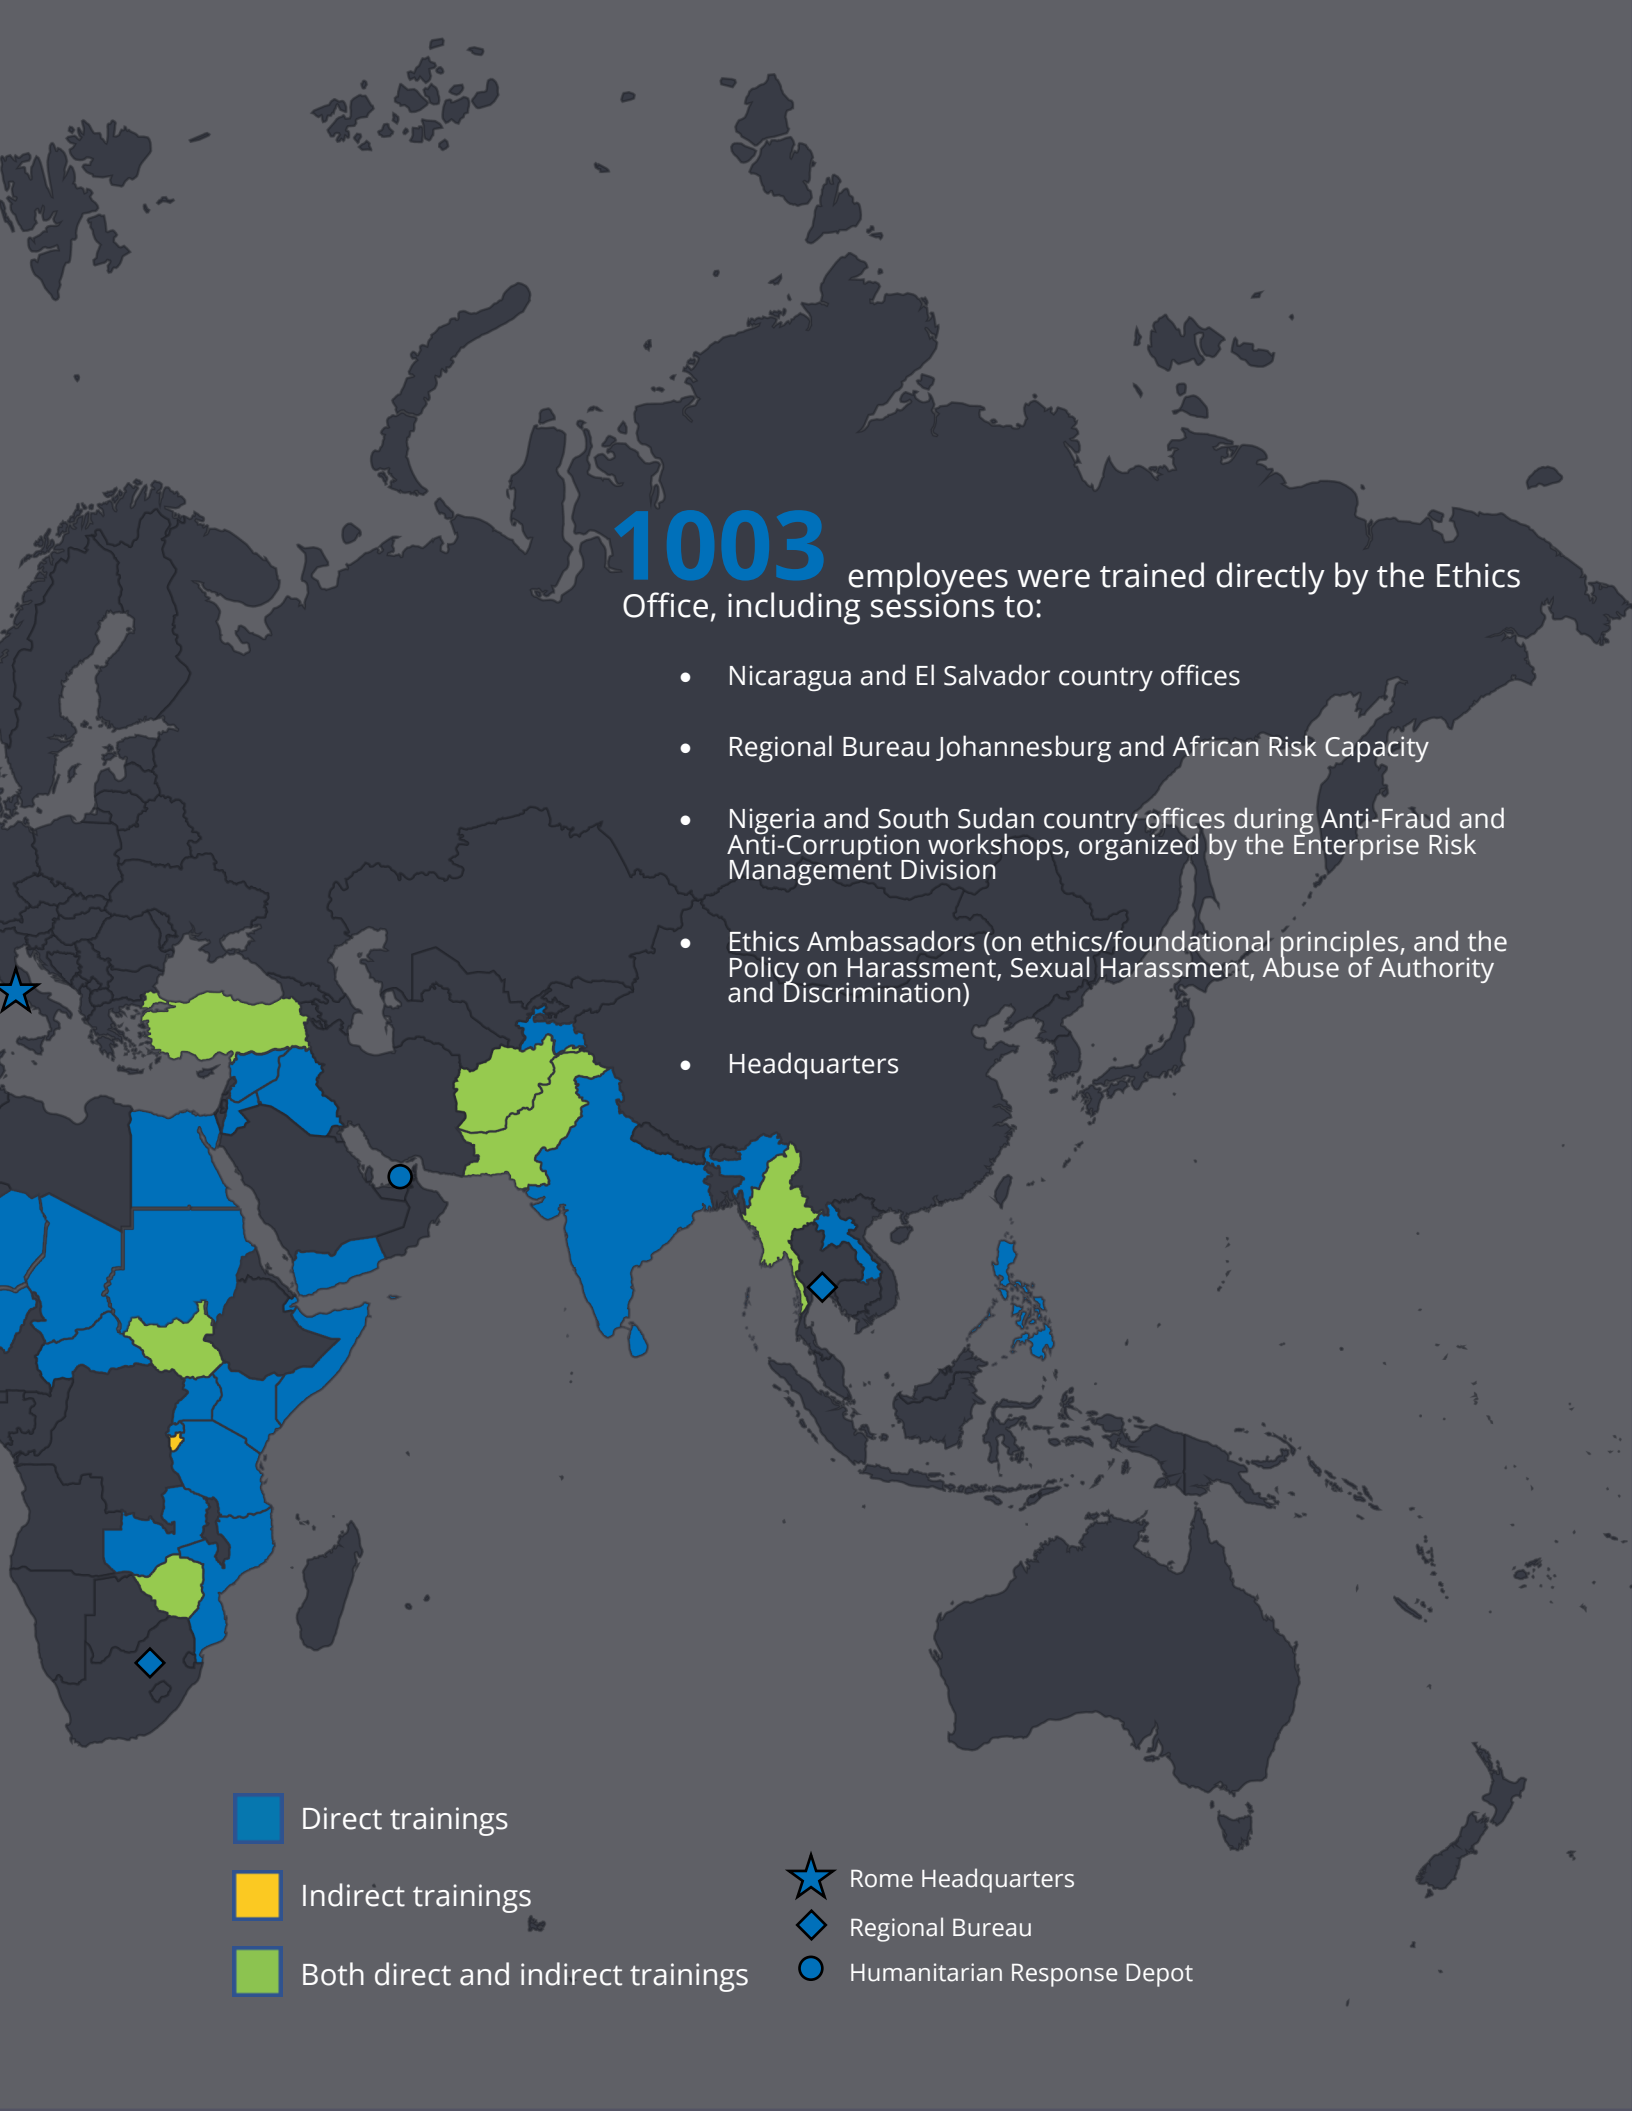 1003 employees were trained directly by the Ethics
Office, including sessions to:
• Nicaragua and El Salvador country offices
• Regional Bureau Johannesburg and African Risk Capacity
• Nigeria and South Sudan country offices during Anti-Fraud and
Anti-Corruption workshops, organized by the Enterprise Risk
Management Division
• Ethics Ambassadors (on ethics/foundational principles, and the
Policy on Harassment, Sexual Harassment, Abuse of Authority
and Discrimination)
• Headquarters
Direct trainings
Indirect trainings
Both direct and indirect trainings
Rome Headquarters
Regional Bureau
Humanitarian Response Depot